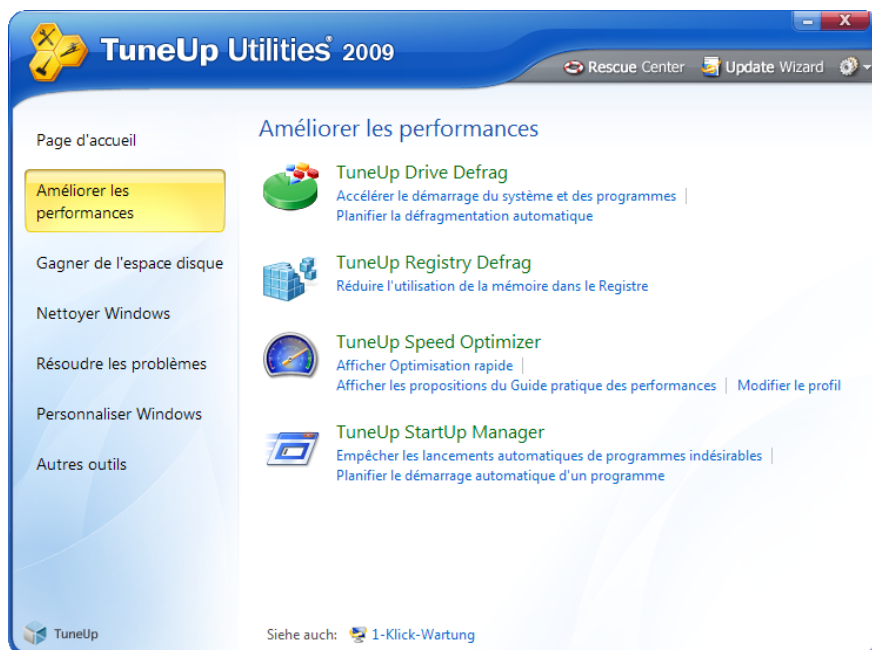 TuneUp Utilities® 2009
Rescue Center
Update Wizard
Page d'accueil
Améliorer les
performances
Gagner de l'espace disque
Nettoyer Windows
Résoudre les problèmes
Personnaliser Windows
Autres outils
TuneUp
Améliorer les performances
TuneUp Drive Defrag
Accélérer le démarrage du système et des programmes
Planifier la défragmentation automatique
TuneUp Registry Defrag
Réduire l'utilisation de la mémoire dans le Registre
TuneUp Speed Optimizer
Afficher Optimisation rapide
Afficher les propositions du Guide pratique des performances | Modifier le profil
TuneUp StartUp Manager
Empêcher les lancements automatiques de programmes indésirables
Planifier le démarrage automatique d'un programme
Siehe auch: 1-Klick-Wartung